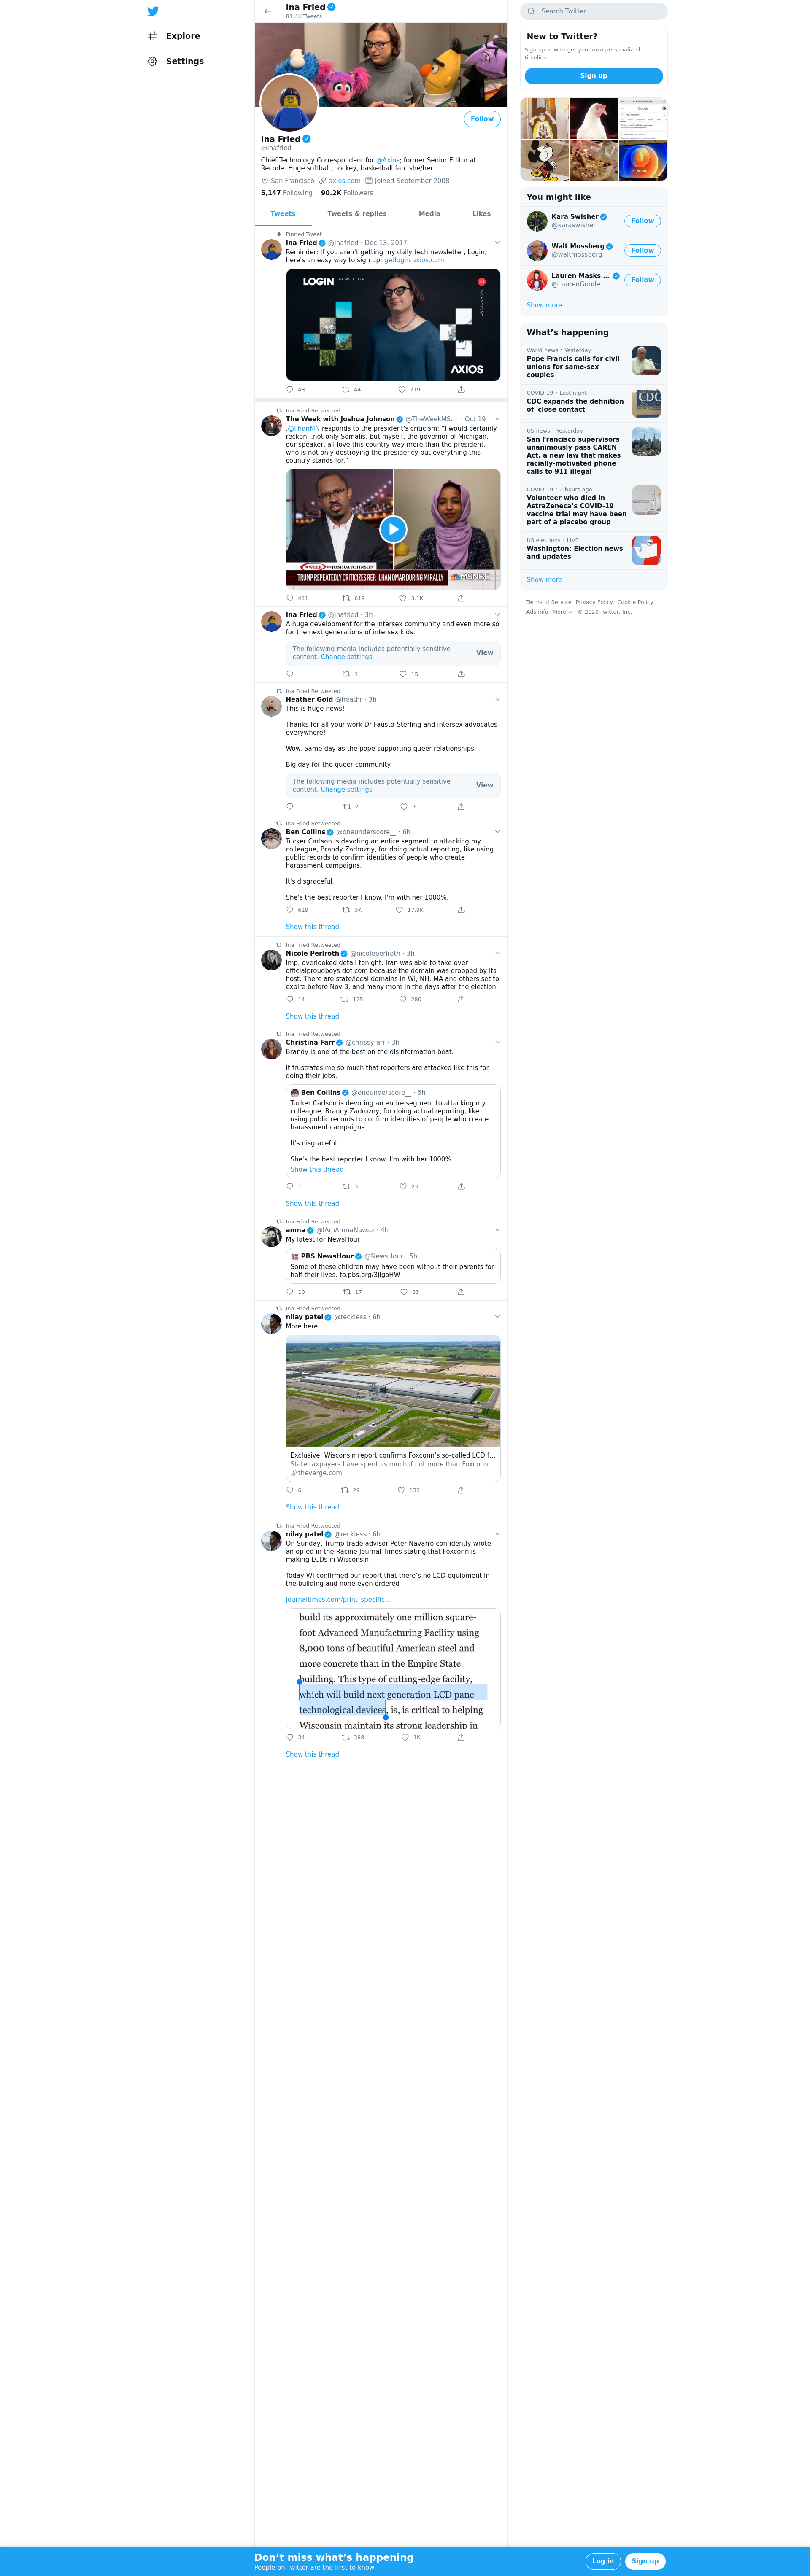 Explore
Settings
Ina Fried
81.4K Tweets
Follow
Ina Fried
@inafried
Chief Technology Correspondent for @Axios; former Senior Editor at
Recode. Huge softball, hockey, basketball fan. she/her
San Francisco axios.com Joined September 2008
5,147 Following 90.2K Followers
Tweets Tweets & replies Media Likes
Pinned Tweet
Ina Fried @inafried · Dec 13, 2017
Reminder: If you aren't getting my daily tech newsletter, Login,
here's an easy way to sign up: getlogin.axios.com
LOGIN NEWSLETTER
TECHNOLOGY
AXIOS
48 44 219
Ina Fried Retweeted
The Week with Joshua Johnson @TheWeekMS… · Oct 19
.@IlhanMN responds to the president's criticism: "I would certainly
reckon...not only Somalis, but myself, the governor of Michigan,
our speaker, all love this country way more than the president,
who is not only destroying the presidency but everything this
country stands for."
WEEK WITH JOSHUA JOHNSON
TRUMP REPEATEDLY CRITICIZES REP. ILHAN OMAR DURING MI RALLY
MSNBC
411 619 3.1K
Ina Fried @inafried · 3h
A huge development for the intersex community and even more so
for the next generations of intersex kids.
The following media includes potentially sensitive
content. Change settings
View
1 15
Ina Fried Retweeted
Heather Gold @heathr · 3h
This is huge news!
Thanks for all your work Dr Fausto-Sterling and intersex advocates
everywhere!
Wow. Same day as the pope supporting queer relationships.
Big day for the queer community.
The following media includes potentially sensitive
content. Change settings
View
2 9
Ina Fried Retweeted
Ben Collins @oneunderscore__ · 6h
Tucker Carlson is devoting an entire segment to attacking my
colleague, Brandy Zadrozny, for doing actual reporting, like using
public records to confirm identities of people who create
harassment campaigns.
It's disgraceful.
She's the best reporter I know. I'm with her 1000%.
619 3K 17.9K
Show this thread
Ina Fried Retweeted
Nicole Perlroth @nicoleperlroth · 3h
Imp. overlooked detail tonight: Iran was able to take over
officialproudboys dot com because the domain was dropped by its
host. There are state/local domains in WI, NH, MA and others set to
expire before Nov 3. and many more in the days after the election.
14 125 280
Show this thread
Ina Fried Retweeted
Christina Farr @chrissyfarr · 3h
Brandy is one of the best on the disinformation beat.
It frustrates me so much that reporters are attacked like this for
doing their jobs.
Ben Collins @oneunderscore__ · 6h
Tucker Carlson is devoting an entire segment to attacking my
colleague, Brandy Zadrozny, for doing actual reporting, like
using public records to confirm identities of people who create
harassment campaigns.
It's disgraceful.
She's the best reporter I know. I'm with her 1000%.
Show this thread
1 3 23
Show this thread
Ina Fried Retweeted
amna @IAmAmnaNawaz · 4h
My latest for NewsHour
PBS NewsHour @NewsHour · 5h
Some of these children may have been without their parents for
half their lives. to.pbs.org/3jlgoHW
10 17 83
Ina Fried Retweeted
nilay patel @reckless · 6h
More here:
Exclusive: Wisconsin report confirms Foxconn's so-called LCD f…
State taxpayers have spent as much if not more than Foxconn
theverge.com
6 29 133
Show this thread
Ina Fried Retweeted
nilay patel @reckless · 6h
On Sunday, Trump trade advisor Peter Navarro confidently wrote
an op-ed in the Racine Journal Times stating that Foxconn is
making LCDs in Wisconsin.
Today WI confirmed our report that there's no LCD equipment in
the building and none even ordered
journaltimes.com/print_specific…
build its approximately one million square-
foot Advanced Manufacturing Facility using
8,000 tons of beautiful American steel and
more concrete than in the Empire State
building. This type of cutting-edge facility,
which will build next generation LCD pane
technological devices, is, is critical to helping
Wisconsin maintain its strong leadership in
34 388 1K
Show this thread
Search Twitter
New to Twitter?
Sign up now to get your own personalized
timeline!
Sign up
Google
You might like
Kara Swisher
@karaswisher
Follow
Walt Mossberg
@waltmossberg
Follow
Lauren Masks …
@LaurenGoode
Follow
Show more
What's happening
World news · Yesterday
Pope Francis calls for civil
unions for same-sex
couples
COVID-19 · Last night
CDC expands the definition
of 'close contact'
CDC
US news · Yesterday
San Francisco supervisors
unanimously pass CAREN
Act, a new law that makes
racially-motivated phone
calls to 911 illegal
COVID-19 · 3 hours ago
Volunteer who died in
AstraZeneca's COVID-19
vaccine trial may have been
part of a placebo group
US elections · LIVE
Washington: Election news
and updates
Show more
Terms of Service Privacy Policy Cookie Policy
Ads info More © 2020 Twitter, Inc.
Don't miss what's happening
People on Twitter are the first to know.
Log in
Sign up